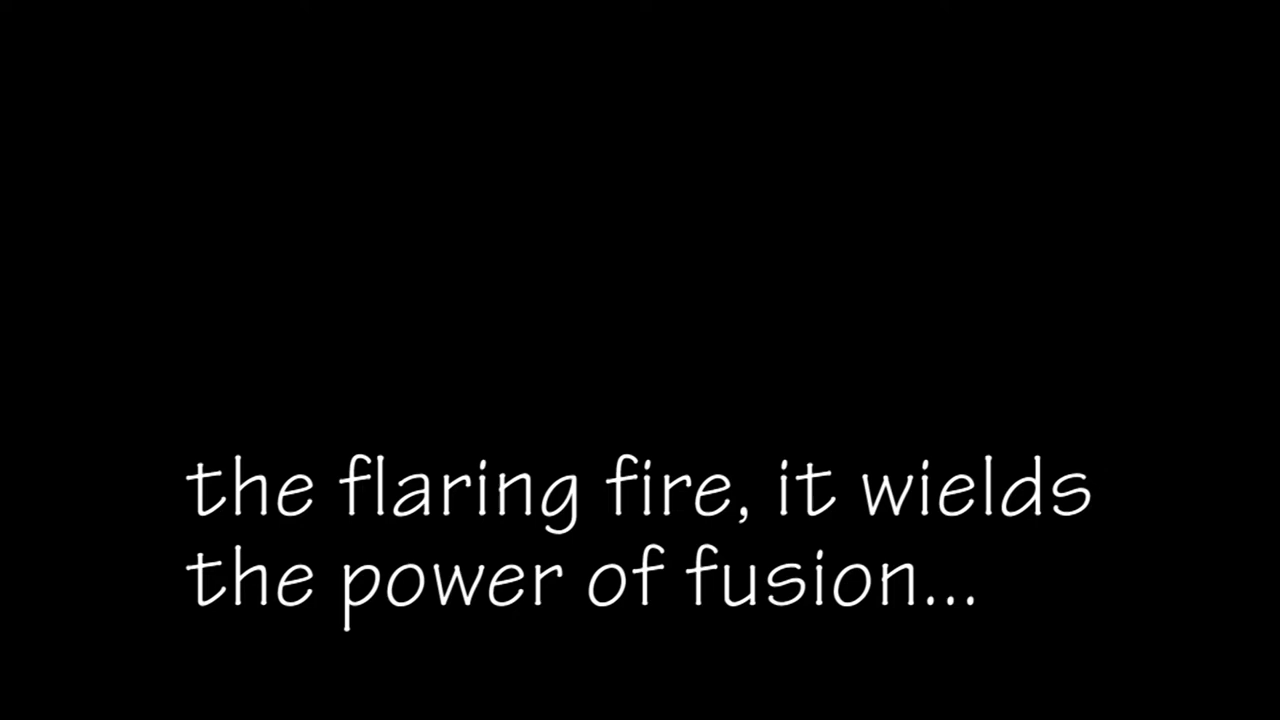 the flaring fire, it wields
the power of fusion...